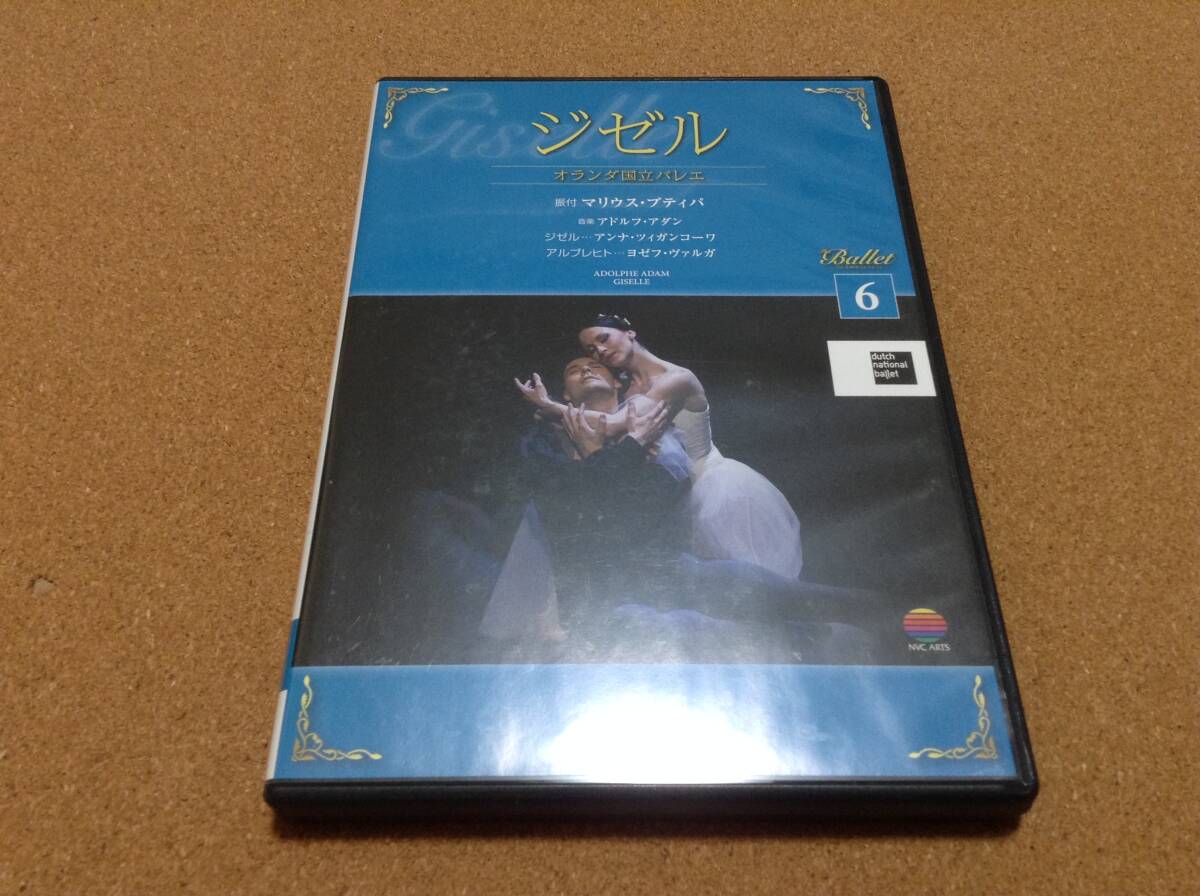 Giselle
ジゼル
オランダ国立バレエ
振付 マリウス・プティパ
音楽 アドルフ・アダン
ジゼル…アンナ・ツィガンコーワ
アルブレヒト…ヨゼフ・ヴァルガ
ADOLPHE ADAM
GISELLE
Ballet
6
dutch
national
ballet
NVC ARTS